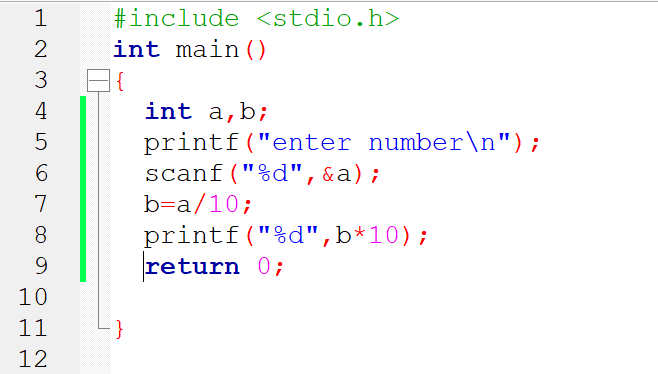 1 #include <stdio.h>
2 int main()
3 {
4 int a,b;
5 printf("enter number\n");
6 scanf("%d",&a);
7 b=a/10;
8 printf("%d",b*10);
9 return 0;
10
11 }
12